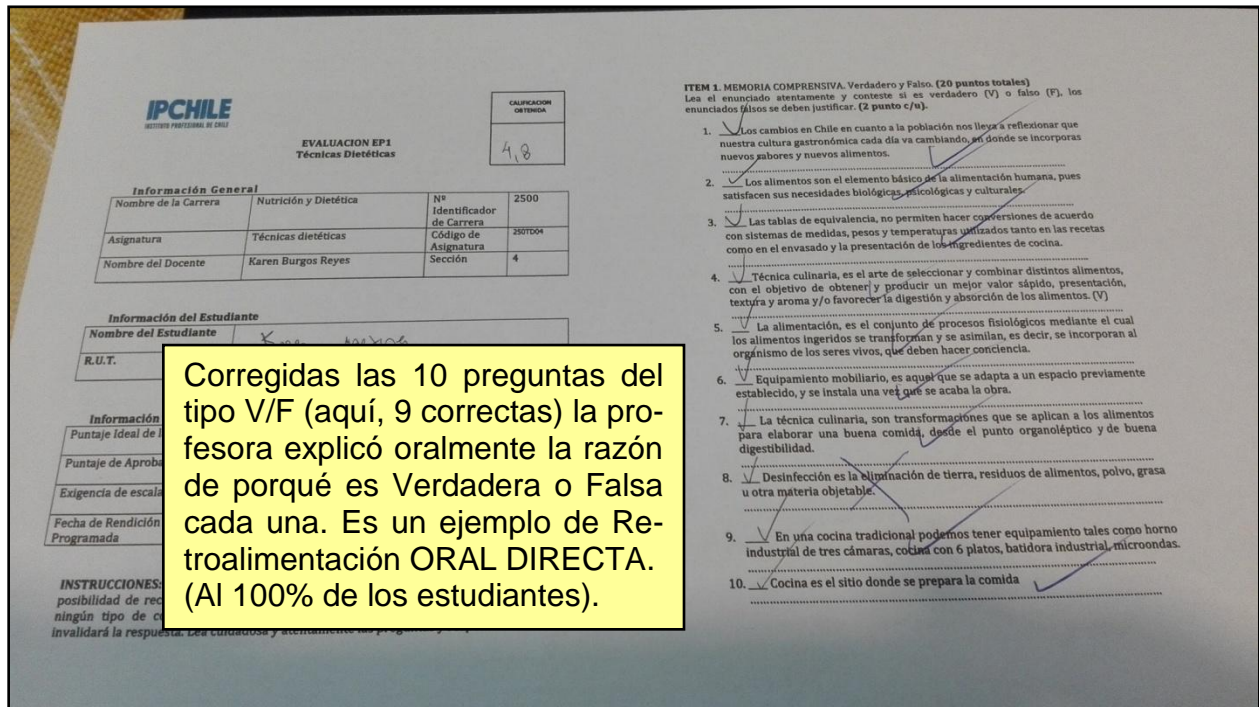 IPCHILE
INSTITUTO PROFESIONAL DE CHILE
CALIFICACION
OBTENIDA
4,8
EVALUACION EP1
Técnicas Dietéticas
Información General
Nombre de la Carrera Nutrición y Dietética Nº Identificador de Carrera 2500
Asignatura Técnicas dietéticas Código de Asignatura 250TD04
Nombre del Docente Karen Burgos Reyes Sección 4
Información del Estudiante
Nombre del Estudiante
R.U.T.
Información
Puntaje Ideal de l
Puntaje de Aproba
Exigencia de escala
Fecha de Rendición
Programada
INSTRUCCIONES:
posibilidad de rec
ningún tipo de c
invalidará la respuesta. Lea cuidadosa y atentamente las
Corregidas las 10 preguntas del
tipo V/F (aquí, 9 correctas) la pro-
fesora explicó oralmente la razón
de porqué es Verdadera o Falsa
cada una. Es un ejemplo de Re-
troalimentación ORAL DIRECTA.
(Al 100% de los estudiantes).
ITEM 1. MEMORIA COMPRENSIVA. Verdadero y Falso. (20 puntos totales)
Lea el enunciado atentamente y conteste si es verdadero (V) o falso (F), los
enunciados falsos se deben justificar. (2 punto c/u).
1. V Los cambios en Chile en cuanto a la población nos lleva a reflexionar que
nuestra cultura gastronómica cada día va cambiando, en donde se incorporas
nuevos sabores y nuevos alimentos.
2. V Los alimentos son el elemento básico de la alimentación humana, pues
satisfacen sus necesidades biológicas, psicológicas y culturales.
3. V Las tablas de equivalencia, no permiten hacer conversiones de acuerdo
con sistemas de medidas, pesos y temperaturas utilizados tanto en las recetas
como en el envasado y la presentación de los ingredientes de cocina.
4. V Técnica culinaria, es el arte de seleccionar y combinar distintos alimentos,
con el objetivo de obtener y producir un mejor valor sápido, presentación,
textura y aroma y/o favorecer la digestión y absorción de los alimentos. (V)
5. V La alimentación, es el conjunto de procesos fisiológicos mediante el cual
los alimentos ingeridos se transforman y se asimilan, es decir, se incorporan al
organismo de los seres vivos, que deben hacer conciencia.
6. V Equipamiento mobiliario, es aquel que se adapta a un espacio previamente
establecido, y se instala una vez que se acaba la obra.
7. V La técnica culinaria, son transformaciones que se aplican a los alimentos
para elaborar una buena comida, desde el punto organoléptico y de buena
digestibilidad.
8. V Desinfección es la eliminación de tierra, residuos de alimentos, polvo, grasa
u otra materia objetable.
9. V En una cocina tradicional podemos tener equipamiento tales como horno
industrial de tres cámaras, cocina con 6 platos, batidora industrial, microondas.
10. V Cocina es el sitio donde se prepara la comida